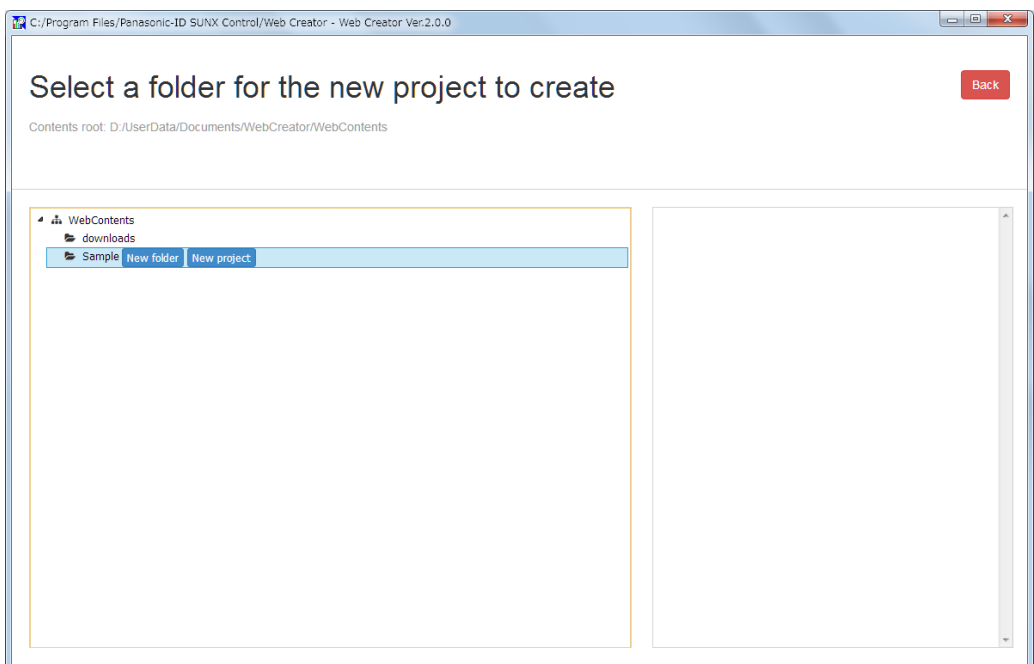 C:/Program Files/Panasonic-ID SUNX Control/Web Creator - Web Creator Ver.2.0.0
Select a folder for the new project to create
Back
Contents root: D:/UserData/Documents/WebCreator/WebContents
WebContents
downloads
Sample New folder New project